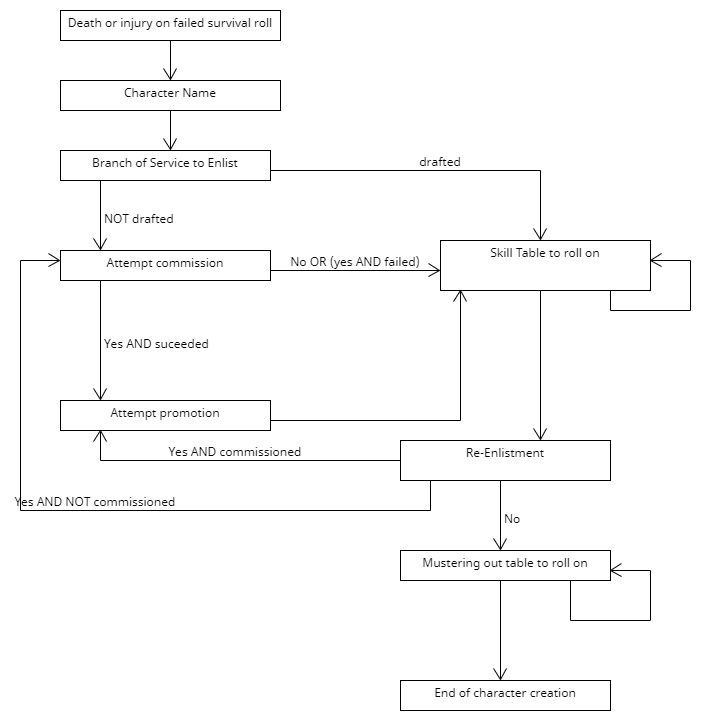 Death or injury on failed survival roll
Character Name
Branch of Service to Enlist
drafted
NOT drafted
Attempt commission
No OR (yes AND failed)
Skill Table to roll on
Yes AND suceeded
Attempt promotion
Yes AND commissioned
Re-Enlistment
Yes AND NOT commissioned
No
Mustering out table to roll on
End of character creation